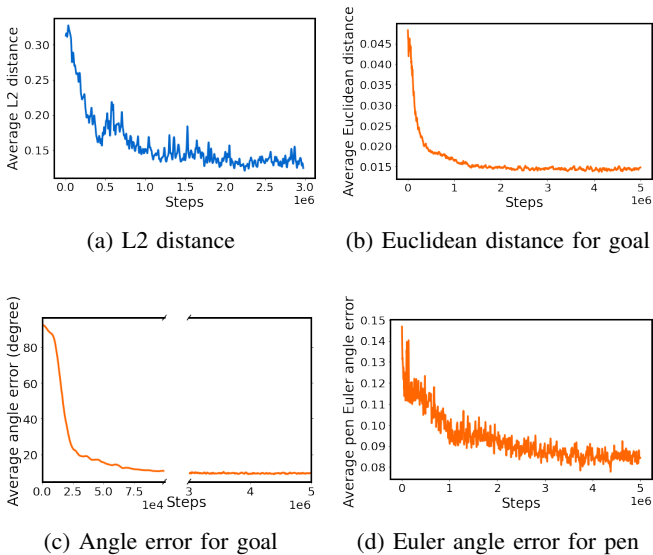 Average L2 distance
0.30
0.25
0.20
0.15
0.0 0.5 1.0 1.5 2.0 2.5 3.0
Steps
1e6
(a) L2 distance
Average Euclidean distance
0.045
0.040
0.035
0.030
0.025
0.020
0.015
0 1 2 3 4 5
Steps
1e6
(b) Euclidean distance for goal
Average angle error (degree)
80
60
40
20
0.0 2.5 5.0 7.5 3 4 5
1e4 Steps 1e6
(c) Angle error for goal
Average pen Euler angle error
0.15
0.14
0.13
0.12
0.11
0.10
0.09
0.08
0 1 2 3 4 5
Steps
1e6
(d) Euler angle error for pen